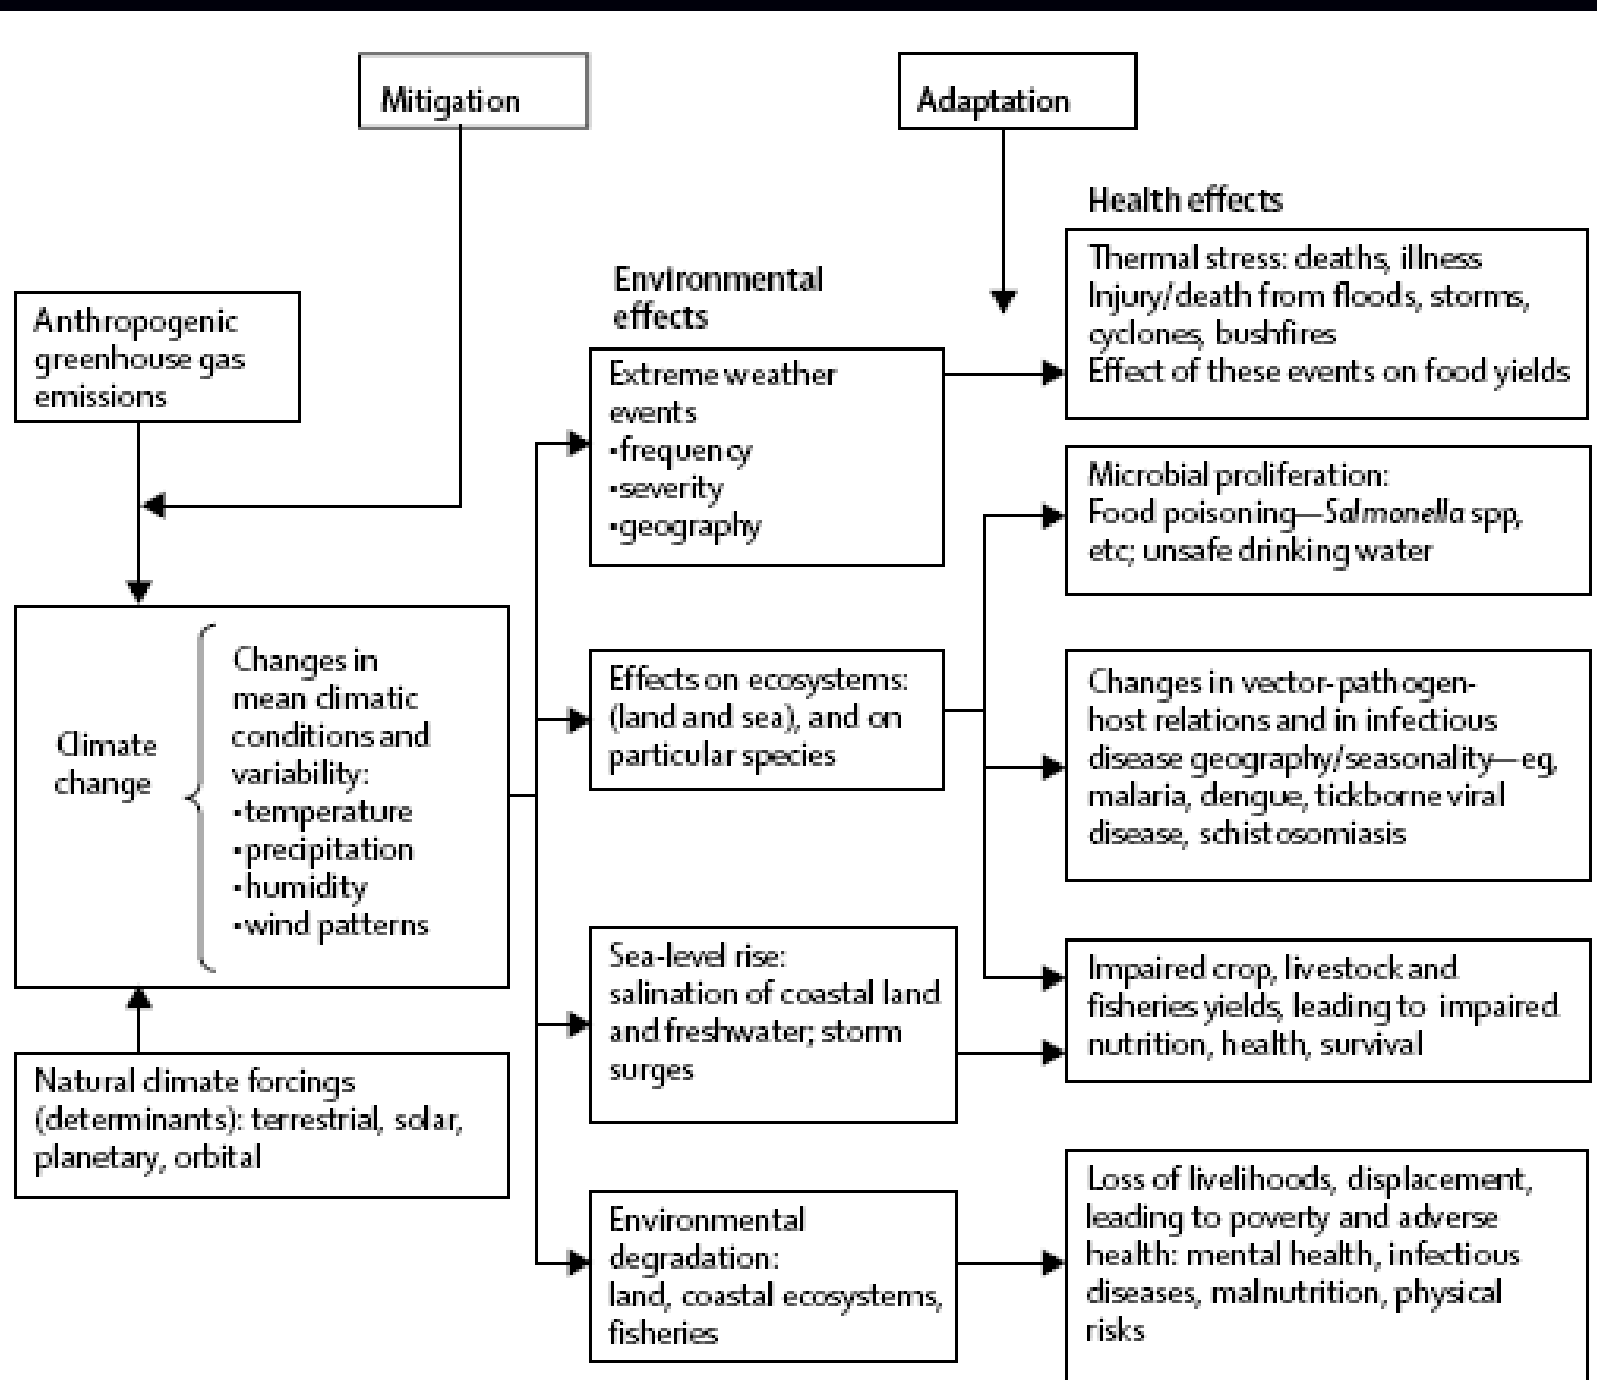 Mitigation
Adaptation
Health effects
Thermal stress: deaths, illness
Injury/death from floods, storms,
cyclones, bushfires
Effect of these events on food yields
Environmental
effects
Anthropogenic
greenhouse gas
emissions
Extreme weather
events
•frequency
•severity
•geography
Microbial proliferation:
Food poisoning—Salmonella spp,
etc; unsafe drinking water
Climate
change
Changes in
mean climatic
conditions and
variability:
•temperature
•precipitation
•humidity
•wind patterns
Effects on ecosystems:
(land and sea), and on
particular species
Changes in vector-pathogen-
host relations and in infectious
disease geography/seasonality—eg,
malaria, dengue, tickborne viral
disease, schistosomiasis
Sea-level rise:
salination of coastal land
and freshwater; storm
surges
Impaired crop, livestock and
fisheries yields, leading to impaired
nutrition, health, survival
Natural climate forcings
(determinants): terrestrial, solar,
planetary, orbital
Environmental
degradation:
land, coastal ecosystems,
fisheries
Loss of livelihoods, displacement,
leading to poverty and adverse
health: mental health, infectious
diseases, malnutrition, physical
risks